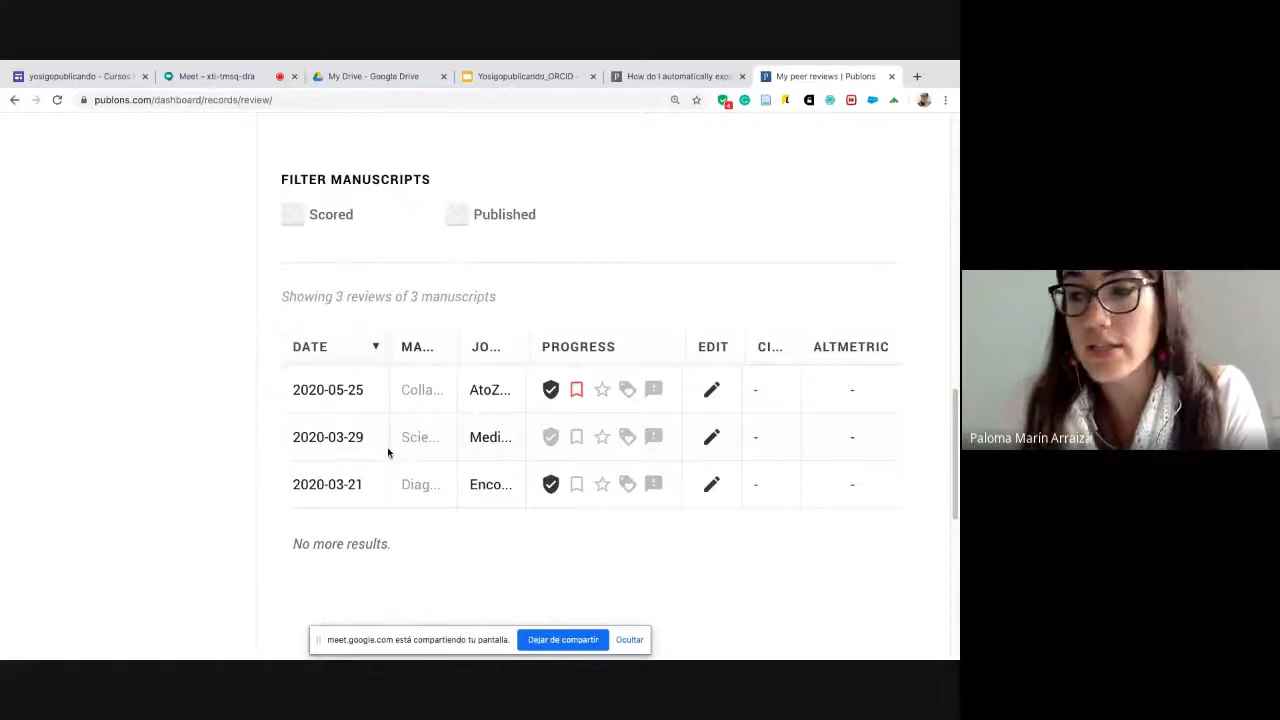 yosigopublicando - Cursos
Meet – xti-tmsq-dra
My Drive - Google Drive
Yosigopublicando_ORCID -
How do I automatically exp
My peer reviews | Publons
publons.com/dashboard/records/review/
FILTER MANUSCRIPTS
Scored
Published
Showing 3 reviews of 3 manuscripts
DATE MA... JO... PROGRESS EDIT CI... ALTMETRIC
2020-05-25 Colla... AtoZ... - -
2020-03-29 Scie... Medi... - -
2020-03-21 Diag... Enco... - -
No more results.
meet.google.com está compartiendo tu pantalla. Dejar de compartir Ocultar
Paloma Marín Arraiza